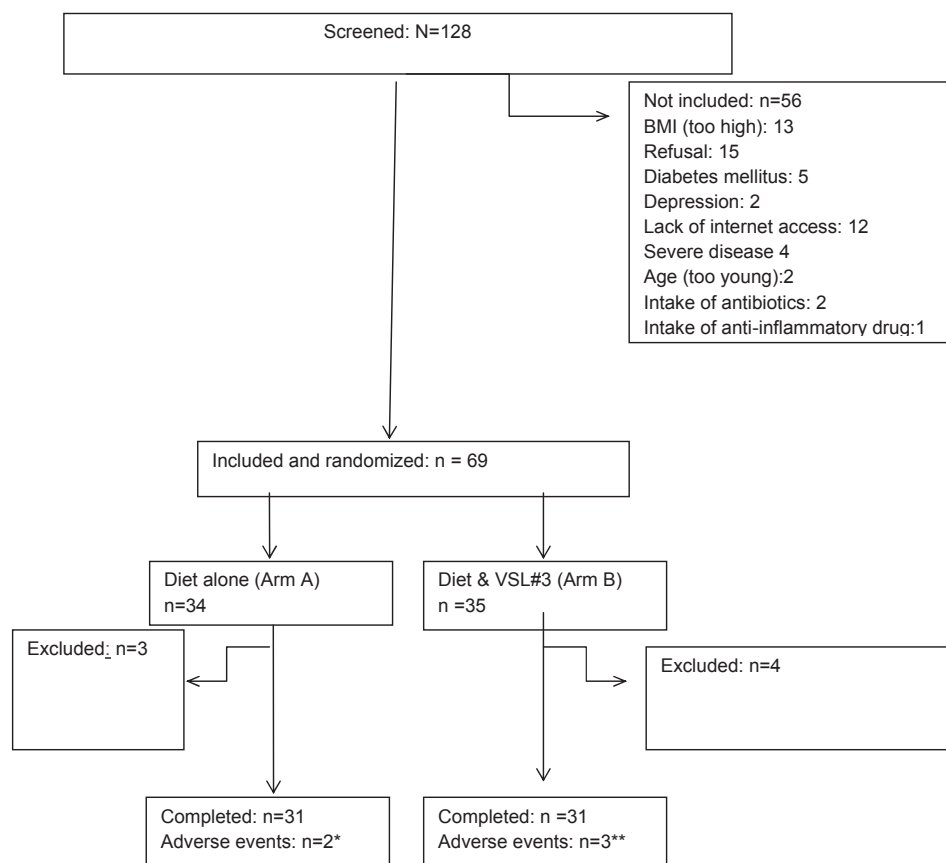 Screened: N=128
Not included: n=56
BMI (too high): 13
Refusal: 15
Diabetes mellitus: 5
Depression: 2
Lack of internet access: 12
Severe disease 4
Age (too young):2
Intake of antibiotics: 2
Intake of anti-inflammatory drug:1
Included and randomized: n = 69
Diet alone (Arm A)
n=34
Diet & VSL#3 (Arm B)
n =35
Excluded: n=3
Excluded: n=4
Completed: n=31
Adverse events: n=2*
Completed: n =31
Adverse events: n=3**